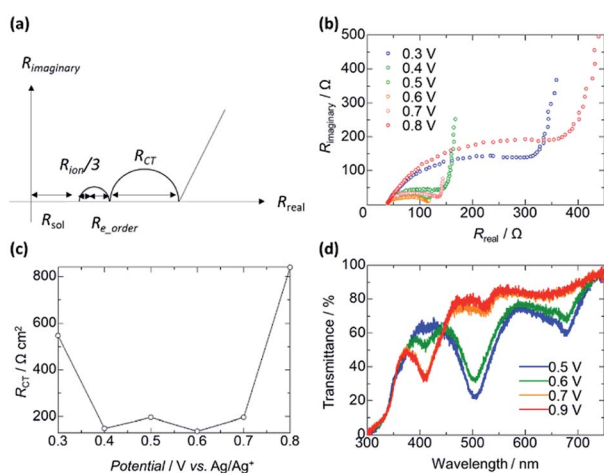 (a)
R_imaginary
R_ion/3
R_CT
R_real
R_sol
R_e_order
(b)
R_imaginary / Ω
500
400
300
200
100
0
0.3 V
0.4 V
0.5 V
0.6 V
0.7 V
0.8 V
0 100 200 300 400
R_real / Ω
(c)
R_CT / Ω cm²
800
600
400
200
0.3 0.4 0.5 0.6 0.7 0.8
Potential / V vs. Ag/Ag⁺
(d)
Transmittance / %
100
80
60
40
20
0
0.5 V
0.6 V
0.7 V
0.9 V
300 400 500 600 700
Wavelength / nm